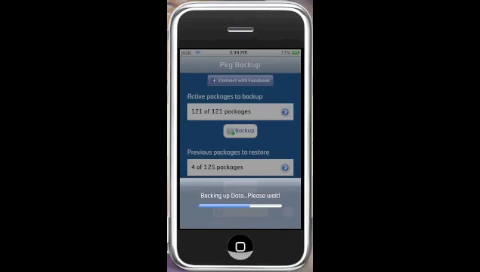 Pkg Backup
Connect with Facebook
Active packages to backup
121 of 121 packages
Backup
Previous packages to restore
4 of 125 packages
Backing up Data...Please wait!